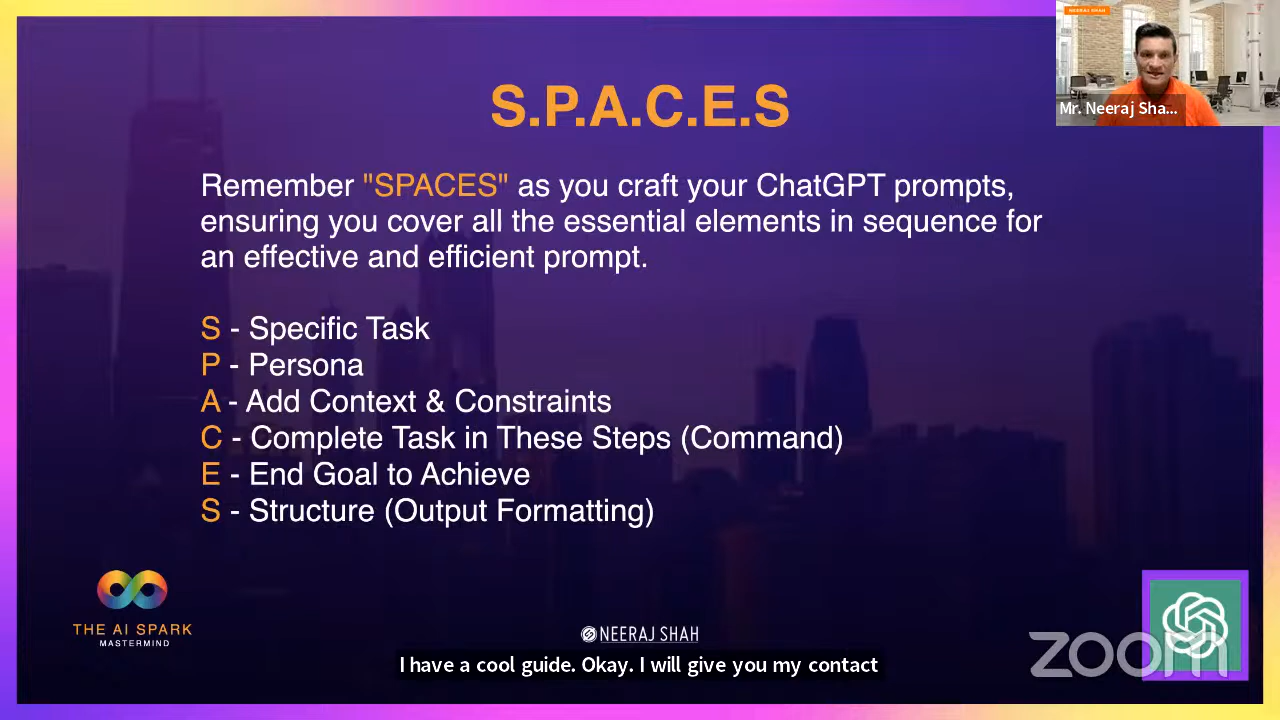 NEERAJ SHAH
Mr. Neeraj Sha...
S.P.A.C.E.S
Remember "SPACES" as you craft your ChatGPT prompts,
ensuring you cover all the essential elements in sequence for
an effective and efficient prompt.
S - Specific Task
P - Persona
A - Add Context & Constraints
C - Complete Task in These Steps (Command)
E - End Goal to Achieve
S - Structure (Output Formatting)
THE AI SPARK
MASTERMIND
NEERAJ SHAH
I have a cool guide. Okay. I will give you my contact
zoom